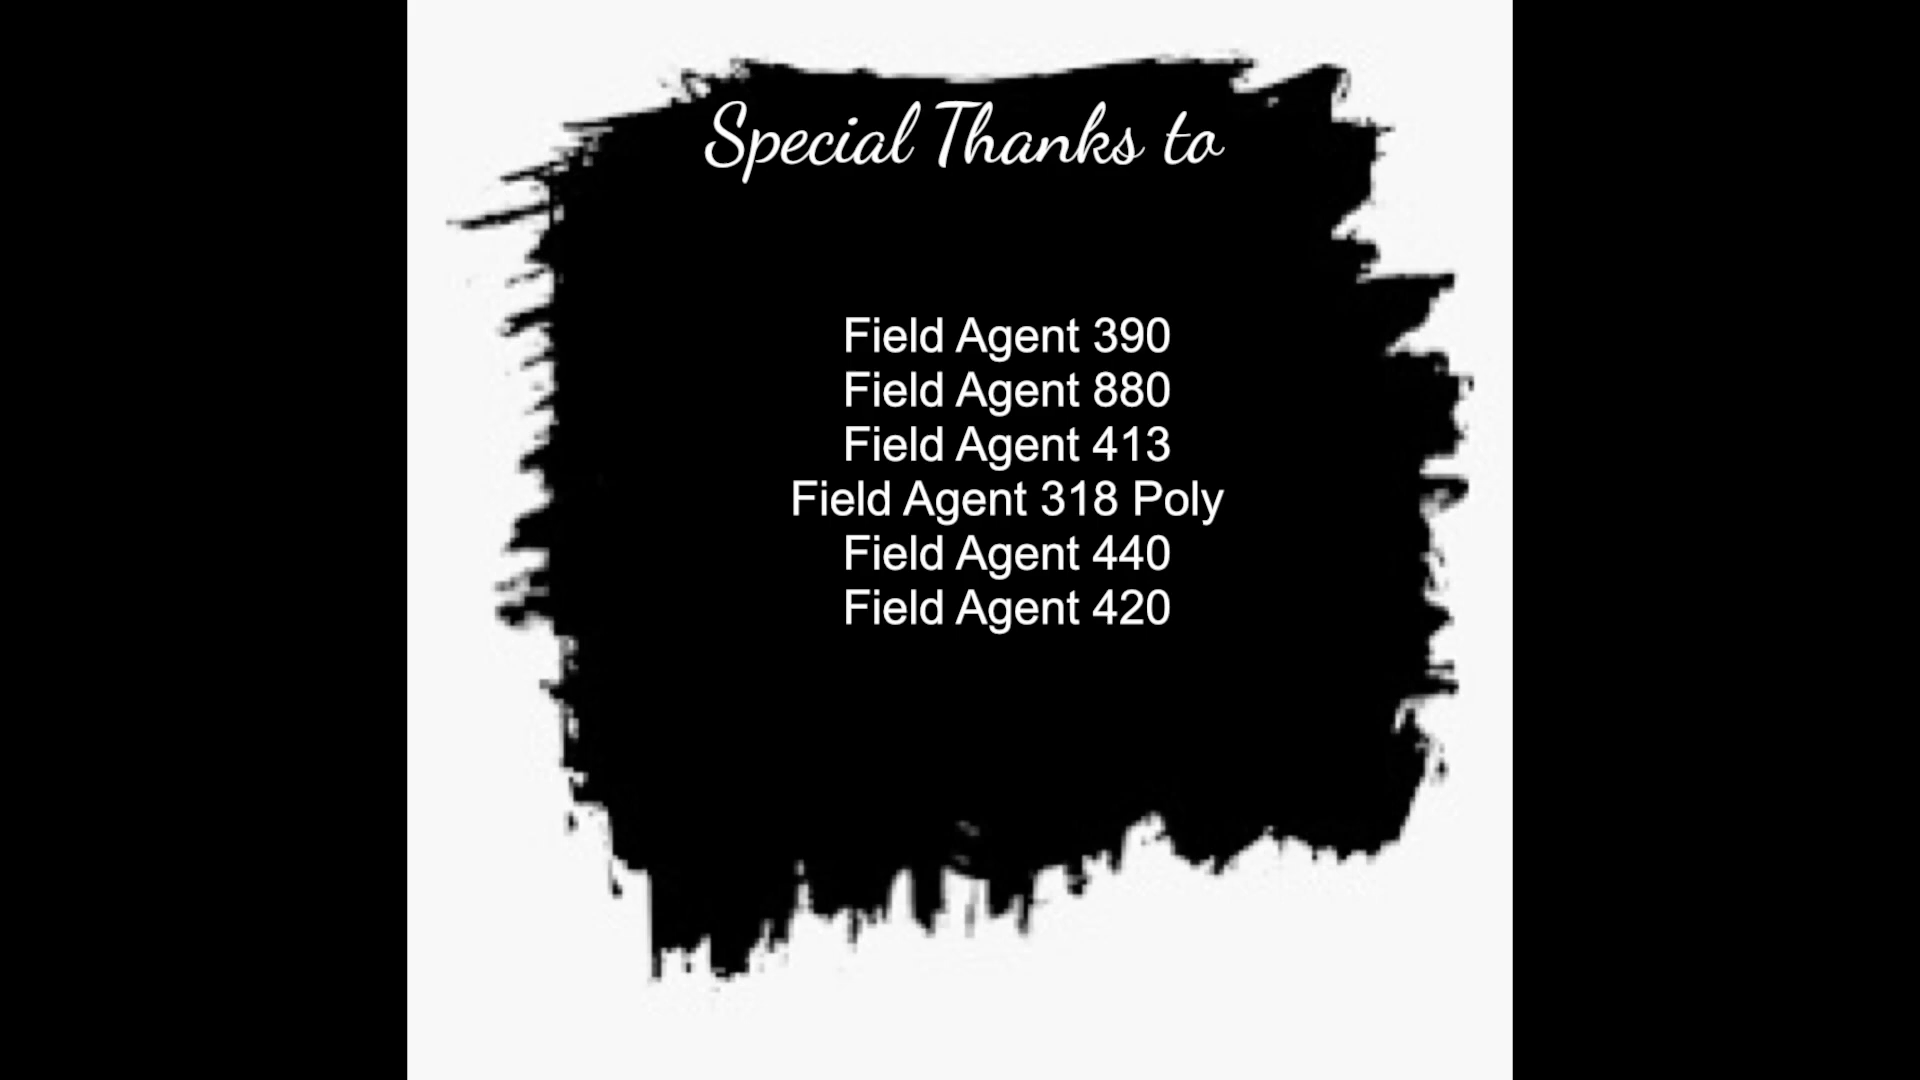 Special Thanks to
Field Agent 390
Field Agent 880
Field Agent 413
Field Agent 318 Poly
Field Agent 440
Field Agent 420